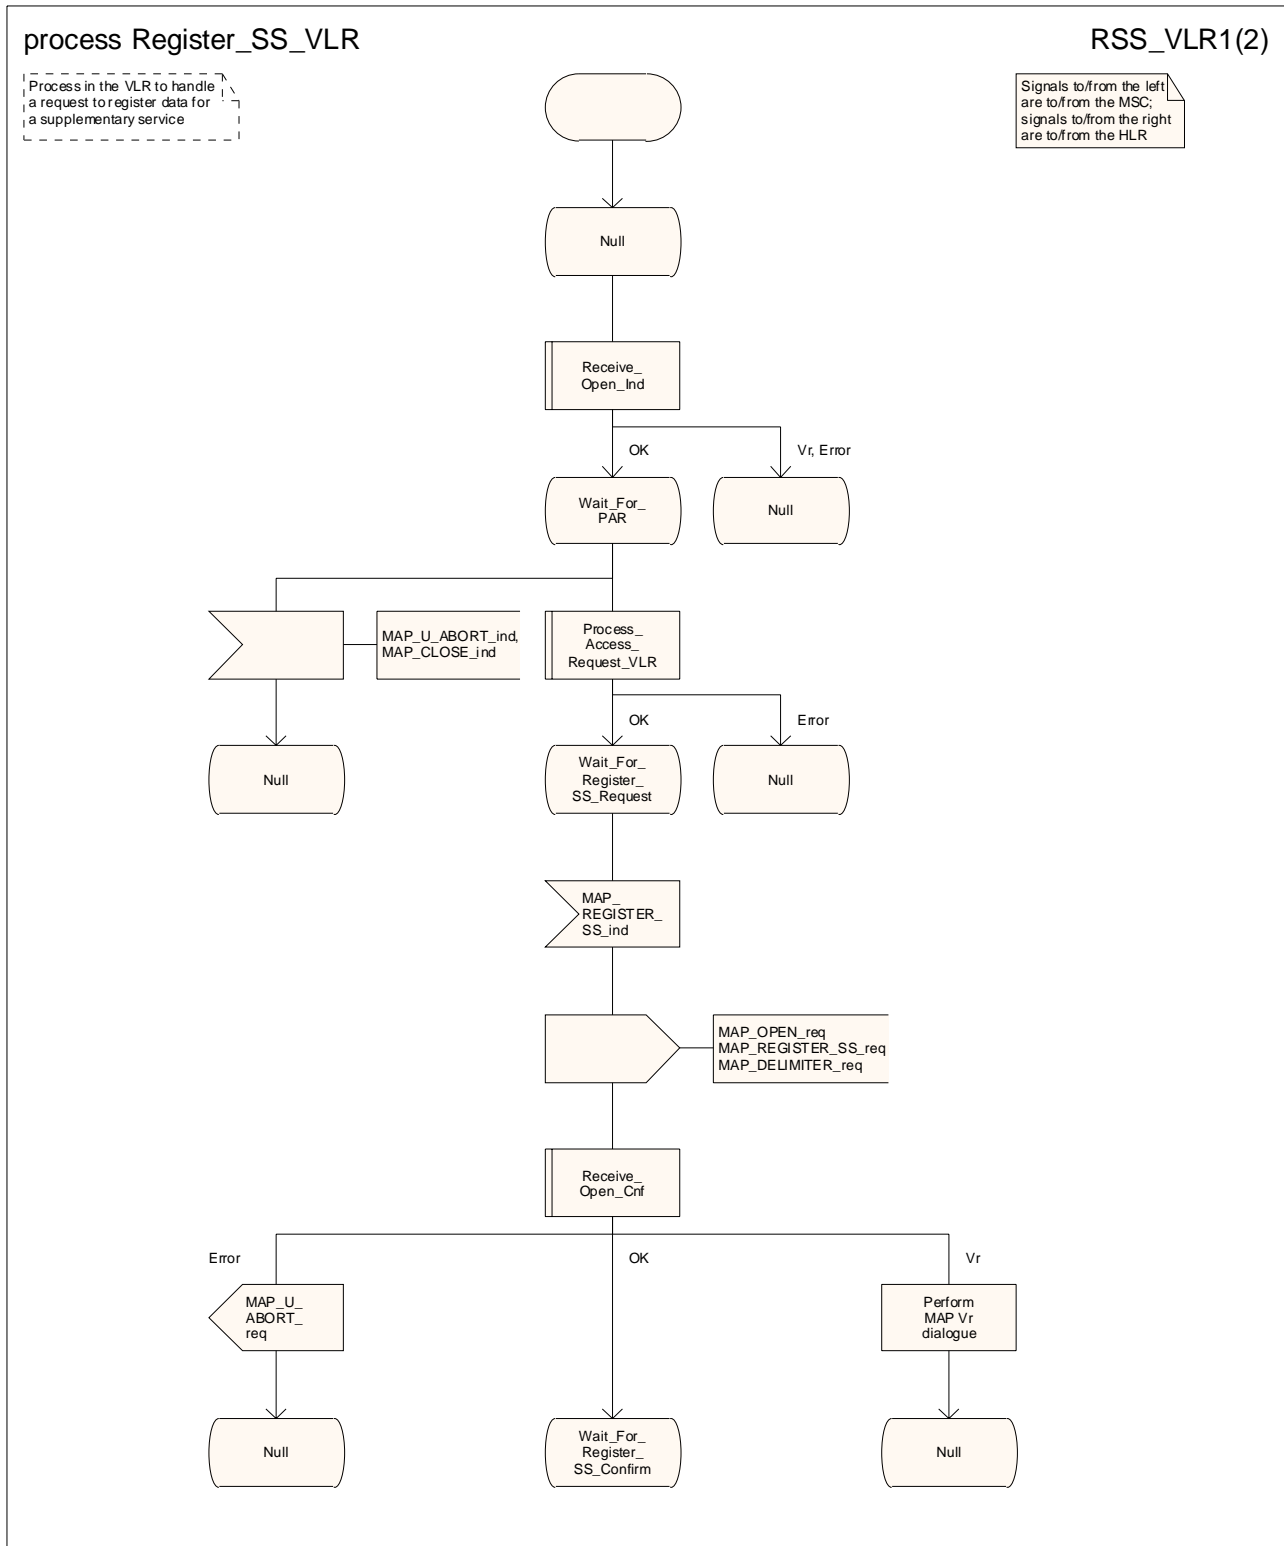 process Register_SS_VLR
RSS_VLR1(2)
Process in the VLR to handle
a request to register data for
a supplementary service
Signals to/from the left
are to/from the MSC;
signals to/from the right
are to/from the HLR
Null
Receive_
Open_Ind
OK
Vr, Error
Wait_For_
PAR
Null
MAP_U_ABORT_ind,
MAP_CLOSE_ind
Process_
Access_
Request_VLR
OK
Error
Null
Wait_For_
Register_
SS_Request
Null
MAP_
REGISTER_
SS_ind
MAP_OPEN_req
MAP_REGISTER_SS_req
MAP_DELIMITER_req
Receive_
Open_Cnf
Error
OK
Vr
MAP_U_
ABORT_
req
Perform
MAP Vr
dialogue
Null
Wait_For_
Register_
SS_Confirm
Null